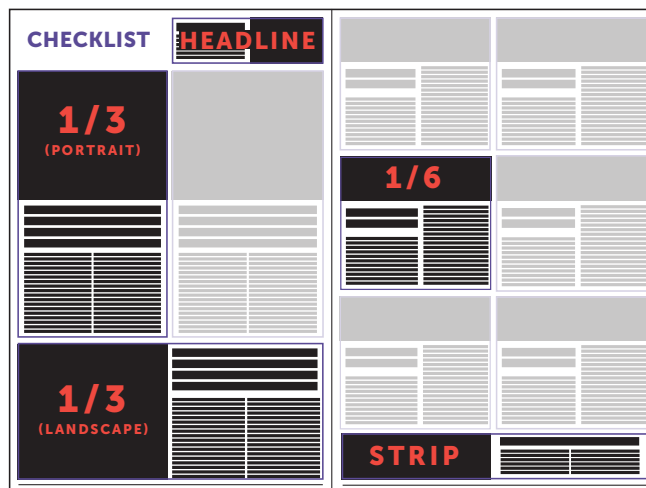 CHECKLIST
HEADLINE
1/3
(PORTRAIT)
1/3
(LANDSCAPE)
1/6
STRIP